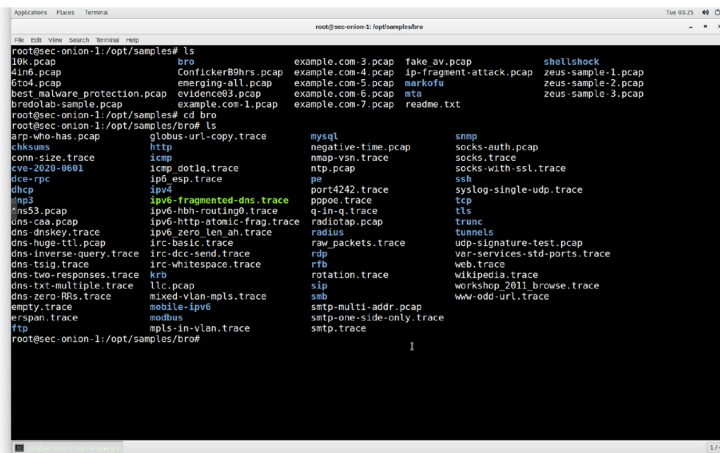 Applications Places Terminal Tue 03:25
root@sec-onion-1: /opt/samples/bro
File Edit View Search Terminal Help
root@sec-onion-1:/opt/samples# ls
10k.pcap bro example.com-3.pcap fake_av.pcap shellshock
4in6.pcap ConfickerB9hrs.pcap example.com-4.pcap ip-fragment-attack.pcap zeus-sample-1.pcap
6to4.pcap emerging-all.pcap example.com-5.pcap markofu zeus-sample-2.pcap
best_malware_protection.pcap evidence03.pcap example.com-6.pcap mta zeus-sample-3.pcap
bredolab-sample.pcap example.com-1.pcap example.com-7.pcap readme.txt
root@sec-onion-1:/opt/samples# cd bro
root@sec-onion-1:/opt/samples/bro# ls
arp-who-has.pcap globus-url-copy.trace mysql snmp
chksums http negative-time.pcap socks-auth.pcap
conn-size.trace icmp nmap-vsn.trace socks.trace
cve-2020-0601 icmp_dot1q.trace ntp.pcap socks-with-ssl.trace
dce-rpc ip6_esp.trace pe ssh
dhcp ipv4 port4242.trace syslog-single-udp.trace
dnp3 ipv6-fragmented-dns.trace pppoe.trace tcp
dns53.pcap ipv6-hbh-routing0.trace q-in-q.trace tls
dns-caa.pcap ipv6-http-atomic-frag.trace radiotap.pcap trunc
dns-dnskey.trace ipv6_zero_len_ah.trace radius tunnels
dns-huge-ttl.pcap irc-basic.trace raw_packets.trace udp-signature-test.pcap
dns-inverse-query.trace irc-dcc-send.trace rdp var-services-std-ports.trace
dns-tsig.trace irc-whitespace.trace rfb web.trace
dns-two-responses.trace krb rotation.trace wikipedia.trace
dns-txt-multiple.trace llc.pcap sip workshop_2011_browse.trace
dns-zero-RRs.trace mixed-vlan-mpls.trace smb www-odd-url.trace
empty.trace mobile-ipv6 smtp-multi-addr.pcap
erspan.trace modbus smtp-one-side-only.trace
ftp mpls-in-vlan.trace smtp.trace
root@sec-onion-1:/opt/samples/bro#